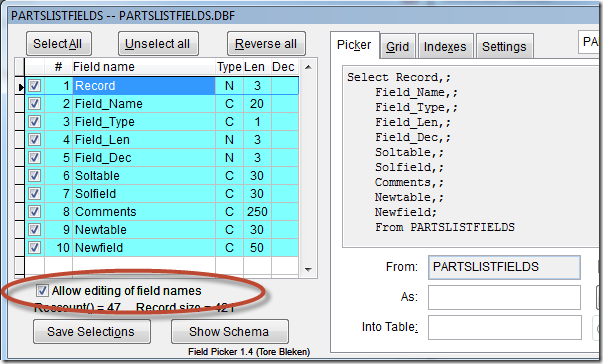 PARTSLISTFIELDS -- PARTSLISTFIELDS.DBF
Select All Unselect all Reverse all
# Field name Type Len Dec
1 Record N 3
2 Field_Name C 20
3 Field_Type C 1
4 Field_Len N 3
5 Field_Dec N 3
6 Soltable C 30
7 Solfield C 30
8 Comments C 250
9 Newtable C 30
10 Newfield C 50
Allow editing of field names
Reccount() = 47 Record size = 421
Save Selections Show Schema
Field Picker 1.4 (Tore Bleken)
Picker Grid Indexes Settings
Select Record,;
Field_Name,;
Field_Type,;
Field_Len,;
Field_Dec,;
Soltable,;
Solfield,;
Comments,;
Newtable,;
Newfield;
From PARTSLISTFIELDS
From: PARTSLISTFIELDS
As:
Into Table: